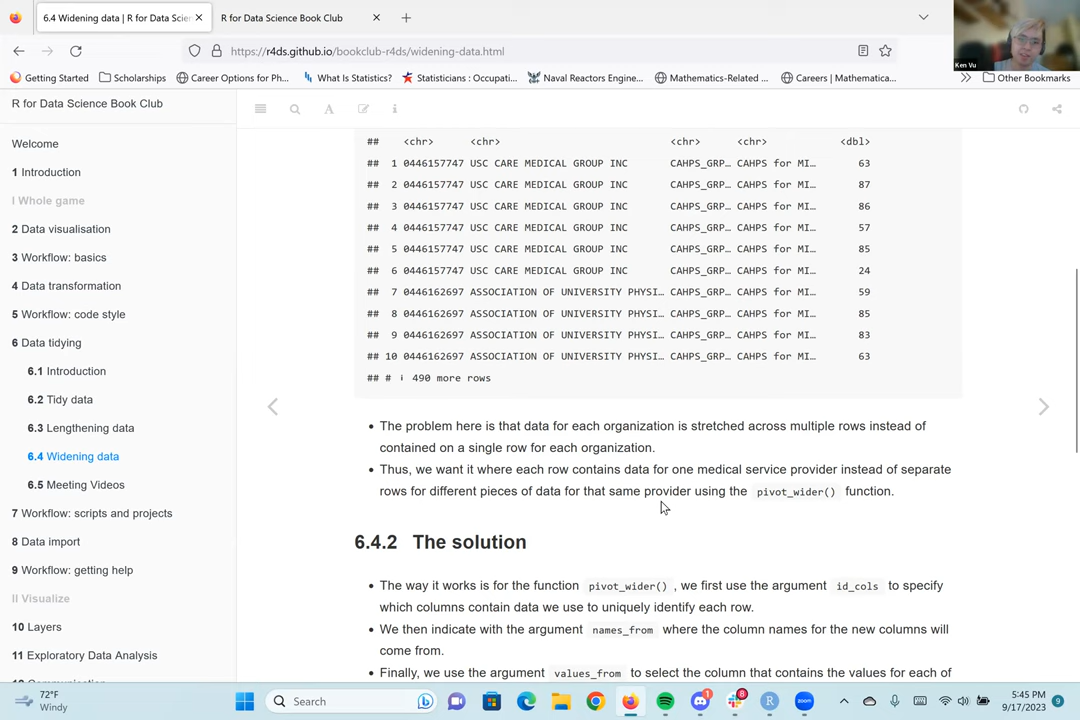 6.4 Widening data | R for Data Scien
R for Data Science Book Club
https://r4ds.github.io/bookclub-r4ds/widening-data.html
Getting Started
Scholarships
Career Options for Ph...
What Is Statistics?
Statisticians : Occupati...
Naval Reactors Engine...
Mathematics-Related ...
Careers | Mathematica...
Other Bookmarks
Ken Vu
R for Data Science Book Club
Welcome
1 Introduction
I Whole game
2 Data visualisation
3 Workflow: basics
4 Data transformation
5 Workflow: code style
6 Data tidying
6.1 Introduction
6.2 Tidy data
6.3 Lengthening data
6.4 Widening data
6.5 Meeting Videos
7 Workflow: scripts and projects
8 Data import
9 Workflow: getting help
II Visualize
10 Layers
11 Exploratory Data Analysis
## <chr> <chr> <chr> <chr> <dbl>
## 1 0446157747 USC CARE MEDICAL GROUP INC CAHPS_GRP… CAHPS for MI… 63
## 2 0446157747 USC CARE MEDICAL GROUP INC CAHPS_GRP… CAHPS for MI… 87
## 3 0446157747 USC CARE MEDICAL GROUP INC CAHPS_GRP… CAHPS for MI… 86
## 4 0446157747 USC CARE MEDICAL GROUP INC CAHPS_GRP… CAHPS for MI… 57
## 5 0446157747 USC CARE MEDICAL GROUP INC CAHPS_GRP… CAHPS for MI… 85
## 6 0446157747 USC CARE MEDICAL GROUP INC CAHPS_GRP… CAHPS for MI… 24
## 7 0446162697 ASSOCIATION OF UNIVERSITY PHYSI… CAHPS_GRP… CAHPS for MI… 59
## 8 0446162697 ASSOCIATION OF UNIVERSITY PHYSI… CAHPS_GRP… CAHPS for MI… 85
## 9 0446162697 ASSOCIATION OF UNIVERSITY PHYSI… CAHPS_GRP… CAHPS for MI… 83
## 10 0446162697 ASSOCIATION OF UNIVERSITY PHYSI… CAHPS_GRP… CAHPS for MI… 63
## # ℹ 490 more rows
• The problem here is that data for each organization is stretched across multiple rows instead of
contained on a single row for each organization.
• Thus, we want it where each row contains data for one medical service provider instead of separate
rows for different pieces of data for that same provider using the pivot_wider() function.
6.4.2 The solution
• The way it works is for the function pivot_wider() , we first use the argument id_cols to specify
which columns contain data we use to uniquely identify each row.
• We then indicate with the argument names_from where the column names for the new columns will
come from.
• Finally, we use the argument values_from to select the column that contains the values for each of
72°F
Windy
Search
1
8
5:45 PM
9/17/2023
9